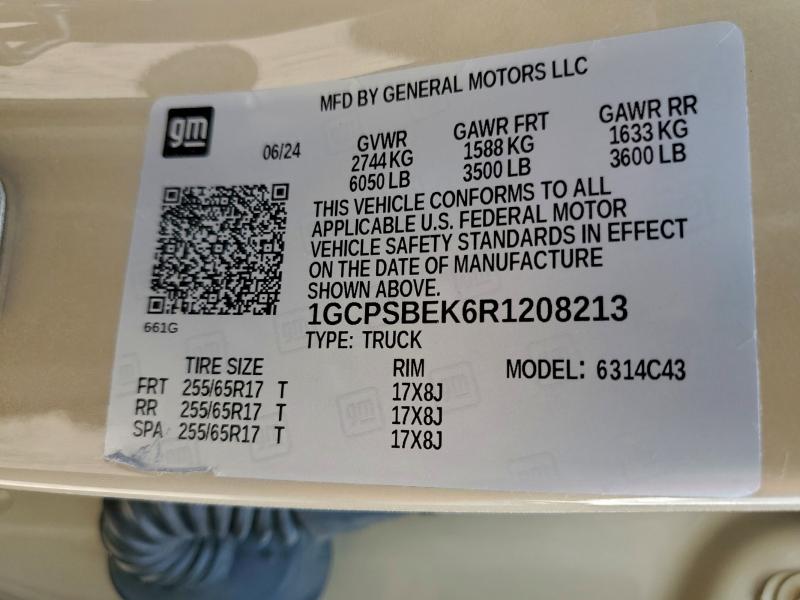 MFD BY GENERAL MOTORS LLC
gm
06/24
GVWR
2744 KG
6050 LB
GAWR FRT
1588 KG
3500 LB
GAWR RR
1633 KG
3600 LB
THIS VEHICLE CONFORMS TO ALL
APPLICABLE U.S. FEDERAL MOTOR
VEHICLE SAFETY STANDARDS IN EFFECT
ON THE DATE OF MANUFACTURE
SHOWN ABOVE.
661G
1GCPSBEK6R1208213
TYPE: TRUCK
TIRE SIZE RIM MODEL: 6314C43
FRT 255/65R17 T 17X8J
RR 255/65R17 T 17X8J
SPA 255/65R17 T 17X8J